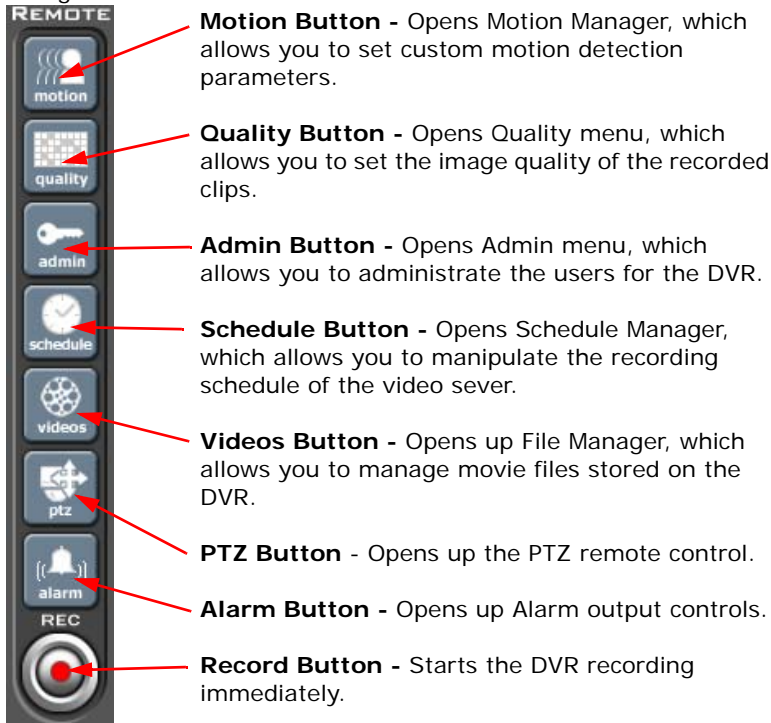 REMOTE
motion
quality
admin
schedule
videos
ptz
alarm
REC
Motion Button - Opens Motion Manager, which
allows you to set custom motion detection
parameters.
Quality Button - Opens Quality menu, which
allows you to set the image quality of the recorded
clips.
Admin Button - Opens Admin menu, which
allows you to administrate the users for the DVR.
Schedule Button - Opens Schedule Manager,
which allows you to manipulate the recording
schedule of the video sever.
Videos Button - Opens up File Manager, which
allows you to manage movie files stored on the
DVR.
PTZ Button - Opens up the PTZ remote control.
Alarm Button - Opens up Alarm output controls.
Record Button - Starts the DVR recording
immediately.